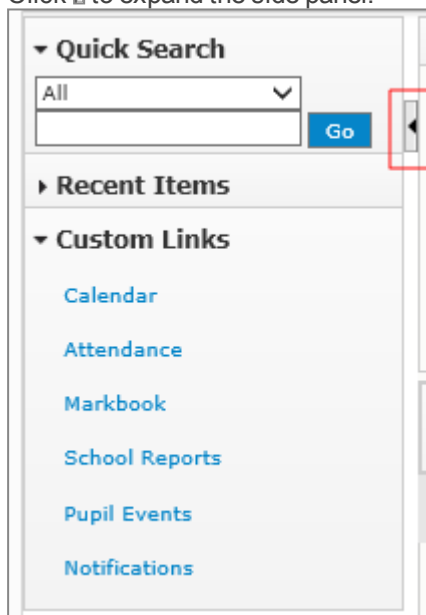 to expand the side panel.
Quick Search
All
Go
Recent Items
Custom Links
Calendar
Attendance
Markbook
School Reports
Pupil Events
Notifications